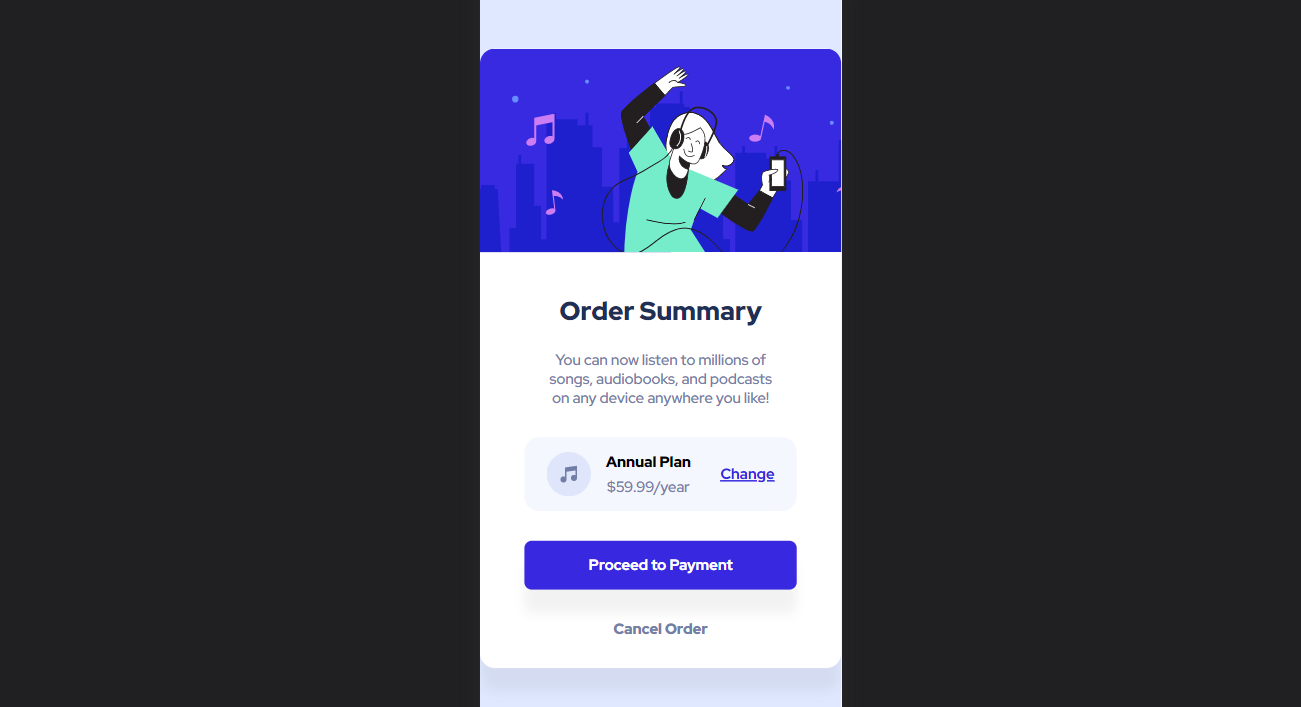 Order Summary
You can now listen to millions of
songs, audiobooks, and podcasts
on any device anywhere you like!
Annual Plan
$59.99/year
Change
Proceed to Payment
Cancel Order